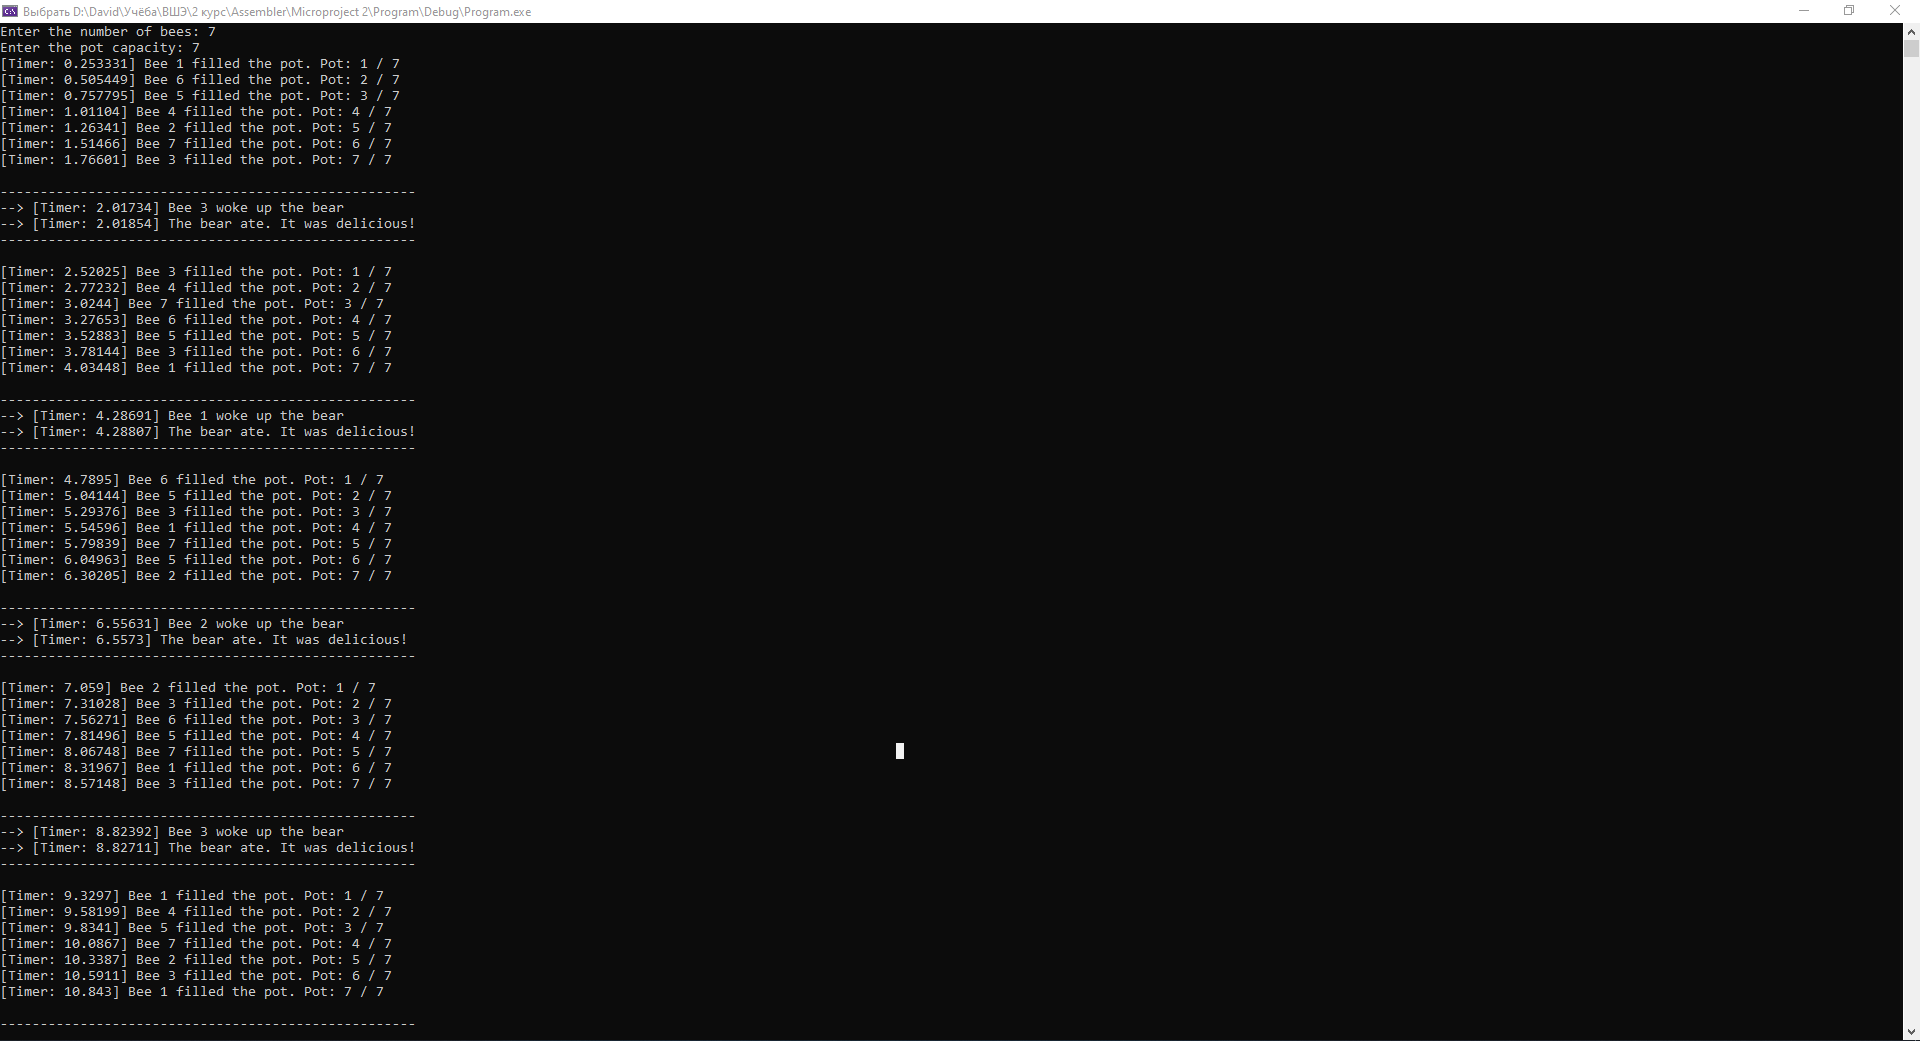 Выбрать D:\David\Учёба\ВШЭ\2 курс\Assembler\Microproject 2\Program\Debug\Program.exe
Enter the number of bees: 7
Enter the pot capacity: 7
[Timer: 0.253331] Bee 1 filled the pot. Pot: 1 / 7
[Timer: 0.505449] Bee 6 filled the pot. Pot: 2 / 7
[Timer: 0.757795] Bee 5 filled the pot. Pot: 3 / 7
[Timer: 1.01104] Bee 4 filled the pot. Pot: 4 / 7
[Timer: 1.26341] Bee 2 filled the pot. Pot: 5 / 7
[Timer: 1.51466] Bee 7 filled the pot. Pot: 6 / 7
[Timer: 1.76601] Bee 3 filled the pot. Pot: 7 / 7
----------------------------------------------------
--> [Timer: 2.01734] Bee 3 woke up the bear
--> [Timer: 2.01854] The bear ate. It was delicious!
----------------------------------------------------
[Timer: 2.52025] Bee 3 filled the pot. Pot: 1 / 7
[Timer: 2.77232] Bee 4 filled the pot. Pot: 2 / 7
[Timer: 3.0244] Bee 7 filled the pot. Pot: 3 / 7
[Timer: 3.27653] Bee 6 filled the pot. Pot: 4 / 7
[Timer: 3.52883] Bee 5 filled the pot. Pot: 5 / 7
[Timer: 3.78144] Bee 3 filled the pot. Pot: 6 / 7
[Timer: 4.03448] Bee 1 filled the pot. Pot: 7 / 7
----------------------------------------------------
--> [Timer: 4.28691] Bee 1 woke up the bear
--> [Timer: 4.28807] The bear ate. It was delicious!
----------------------------------------------------
[Timer: 4.7895] Bee 6 filled the pot. Pot: 1 / 7
[Timer: 5.04144] Bee 5 filled the pot. Pot: 2 / 7
[Timer: 5.29376] Bee 3 filled the pot. Pot: 3 / 7
[Timer: 5.54596] Bee 1 filled the pot. Pot: 4 / 7
[Timer: 5.79839] Bee 7 filled the pot. Pot: 5 / 7
[Timer: 6.04963] Bee 5 filled the pot. Pot: 6 / 7
[Timer: 6.30205] Bee 2 filled the pot. Pot: 7 / 7
----------------------------------------------------
--> [Timer: 6.55631] Bee 2 woke up the bear
--> [Timer: 6.5573] The bear ate. It was delicious!
----------------------------------------------------
[Timer: 7.059] Bee 2 filled the pot. Pot: 1 / 7
[Timer: 7.31028] Bee 3 filled the pot. Pot: 2 / 7
[Timer: 7.56271] Bee 6 filled the pot. Pot: 3 / 7
[Timer: 7.81496] Bee 5 filled the pot. Pot: 4 / 7
[Timer: 8.06748] Bee 7 filled the pot. Pot: 5 / 7
[Timer: 8.31967] Bee 1 filled the pot. Pot: 6 / 7
[Timer: 8.57148] Bee 3 filled the pot. Pot: 7 / 7
----------------------------------------------------
--> [Timer: 8.82392] Bee 3 woke up the bear
--> [Timer: 8.82711] The bear ate. It was delicious!
----------------------------------------------------
[Timer: 9.3297] Bee 1 filled the pot. Pot: 1 / 7
[Timer: 9.58199] Bee 4 filled the pot. Pot: 2 / 7
[Timer: 9.8341] Bee 5 filled the pot. Pot: 3 / 7
[Timer: 10.0867] Bee 7 filled the pot. Pot: 4 / 7
[Timer: 10.3387] Bee 2 filled the pot. Pot: 5 / 7
[Timer: 10.5911] Bee 3 filled the pot. Pot: 6 / 7
[Timer: 10.843] Bee 1 filled the pot. Pot: 7 / 7
----------------------------------------------------